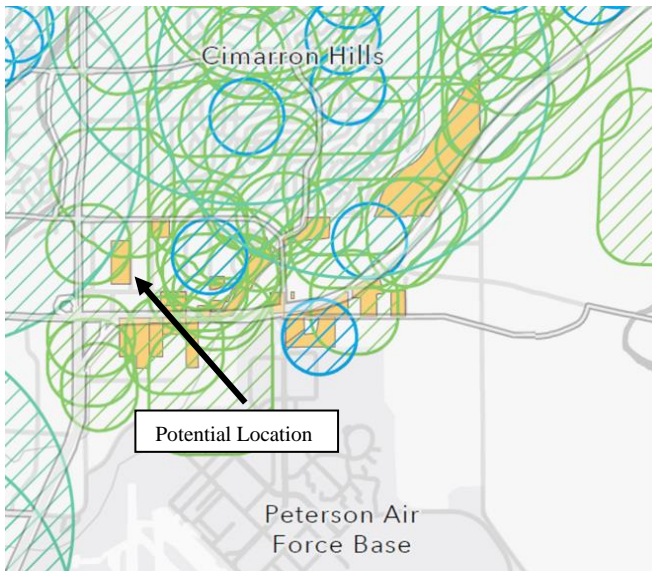 Cimarron Hills
Potential Location
Peterson Air
Force Base